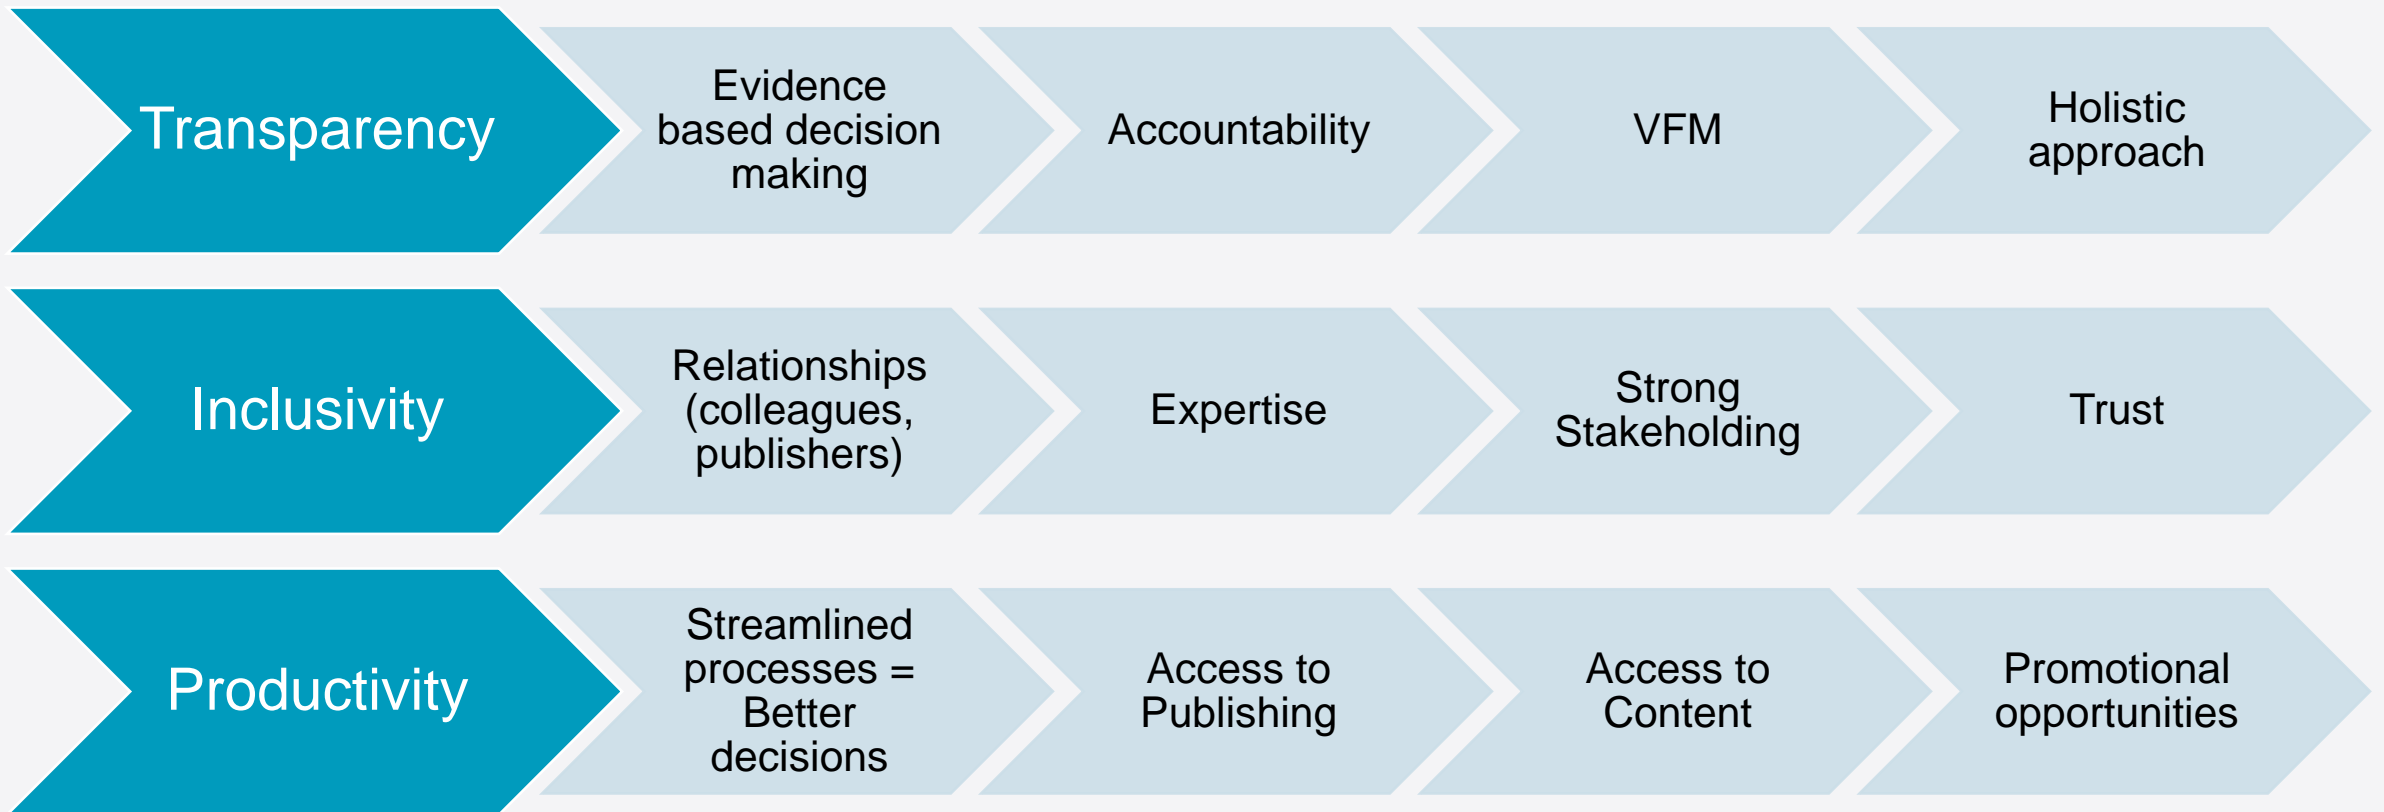 Transparency
Evidence
based decision
making
Accountability
VFM
Holistic
approach
Inclusivity
Relationships
(colleagues,
publishers)
Expertise
Strong
Stakeholding
Trust
Productivity
Streamlined
processes =
Better
decisions
Access to
Publishing
Access to
Content
Promotional
opportunities